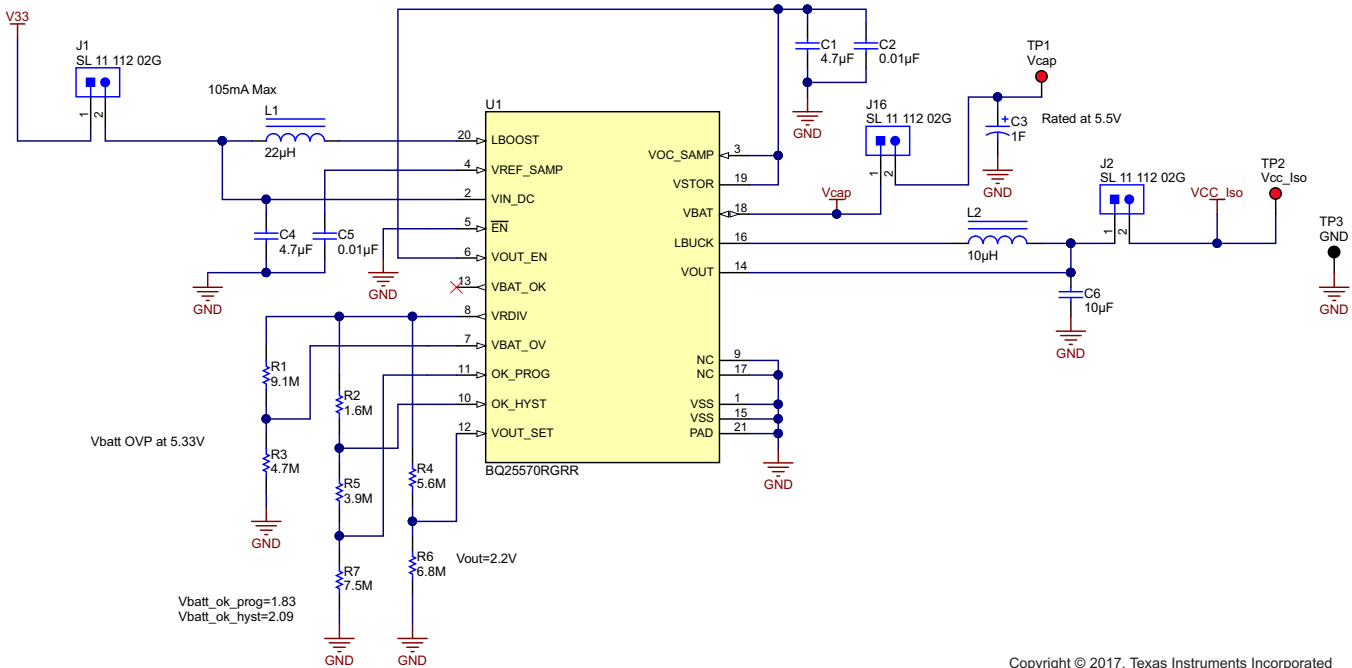 V33
J1
SL 11 112 02G
1
2
105mA Max
L1
22µH
C4
4.7µF
C5
0.01µF
GND
GND
U1
20 LBOOST
4 VREF_SAMP
2 VIN_DC
5 EN
6 VOUT_EN
13 VBAT_OK
8 VRDIV
7 VBAT_OV
11 OK_PROG
10 OK_HYST
12 VOUT_SET
VOC_SAMP 3
VSTOR 19
VBAT 18
LBUCK 16
VOUT 14
NC 9
NC 17
VSS 1
VSS 15
PAD 21
BQ25570RGRR
GND
C1
4.7µF
C2
0.01µF
GND
J16
SL 11 112 02G
1
2
Vcap
TP1
Vcap
C3
1F
+
Rated at 5.5V
GND
L2
10µH
J2
SL 11 112 02G
1
2
VCC_Iso
TP2
Vcc_Iso
C6
10µF
GND
TP3
GND
GND
R1
9.1M
R3
4.7M
Vbatt OVP at 5.33V
GND
R2
1.6M
R5
3.9M
R7
7.5M
GND
R4
5.6M
R6
6.8M
Vout=2.2V
GND
Vbatt_ok_prog=1.83
Vbatt_ok_hyst=2.09
Copyright © 2017, Texas Instruments Incorporated